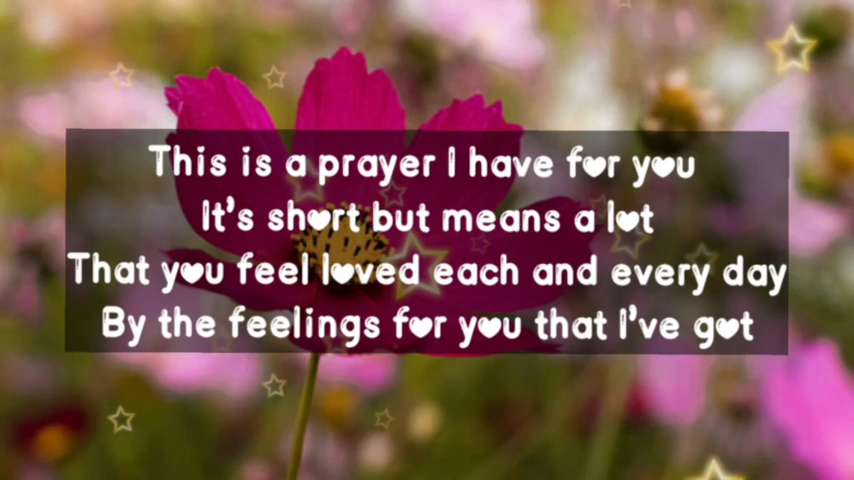 This is a prayer I have for you
It's short but means a lot
That you feel loved each and every day
By the feelings for you that I've got